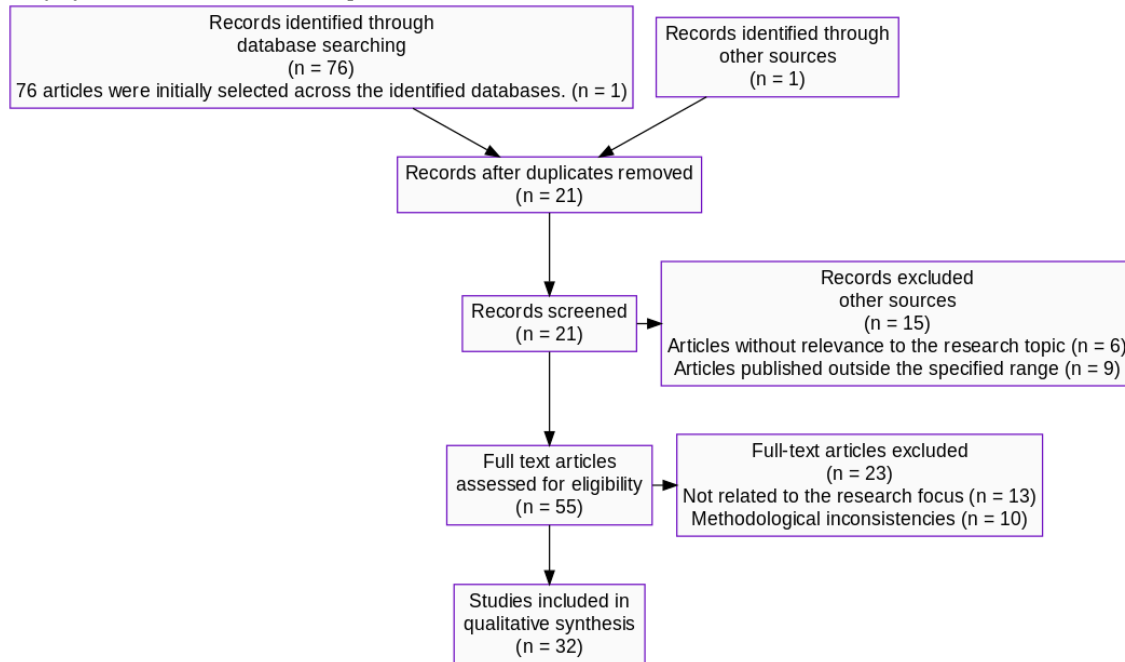 Records identified through
database searching
(n = 76)
76 articles were initially selected across the identified databases. (n = 1)
Records identified through
other sources
(n = 1)
Records after duplicates removed
(n = 21)
Records screened
(n = 21)
Records excluded
other sources
(n = 15)
Articles without relevance to the research topic (n = 6)
Articles published outside the specified range (n = 9)
Full text articles
assessed for eligibility
(n = 55)
Full-text articles excluded
(n = 23)
Not related to the research focus (n = 13)
Methodological inconsistencies (n = 10)
Studies included in
qualitative synthesis
(n = 32)